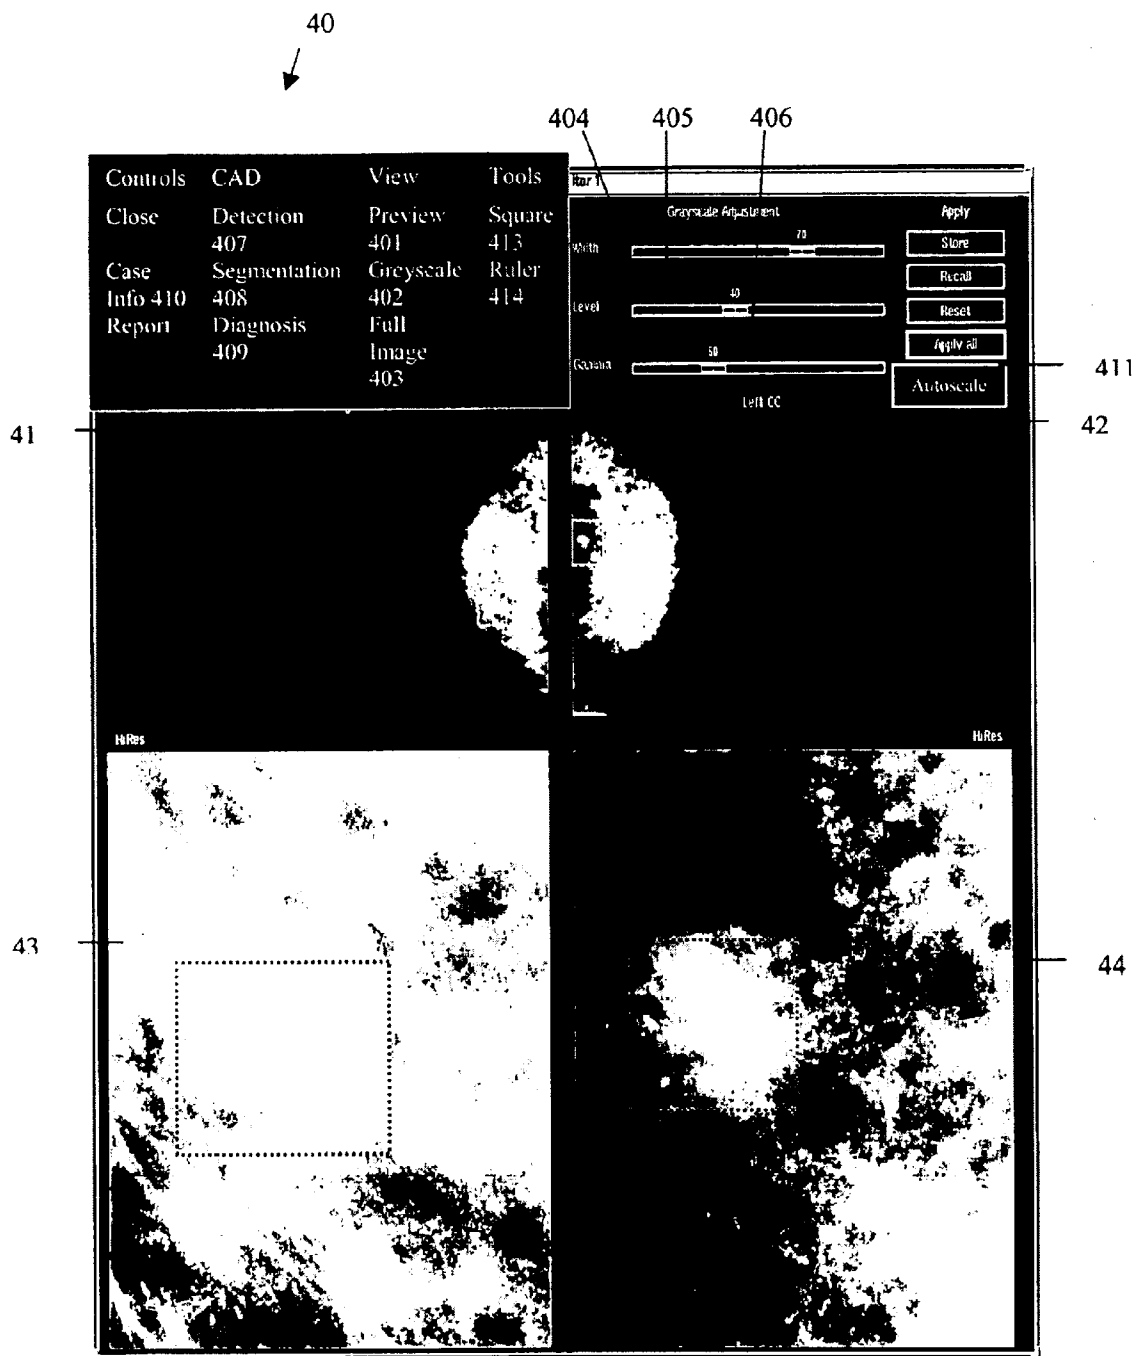 40
404 405 406
Controls CAD View Tools
Close Detection Preview Square
407 401 413
Case Segmentation Greyscale Ruler
Info 410 408 402 414
Report Diagnosis Full
409 Image
403
Grayscale Adjustment Apply
Width 70 Store
Recall
Level 40 Reset
Apply all
Gamma 50 411
Autoscale
Left CC
41 42
HiRes HiRes
43 44